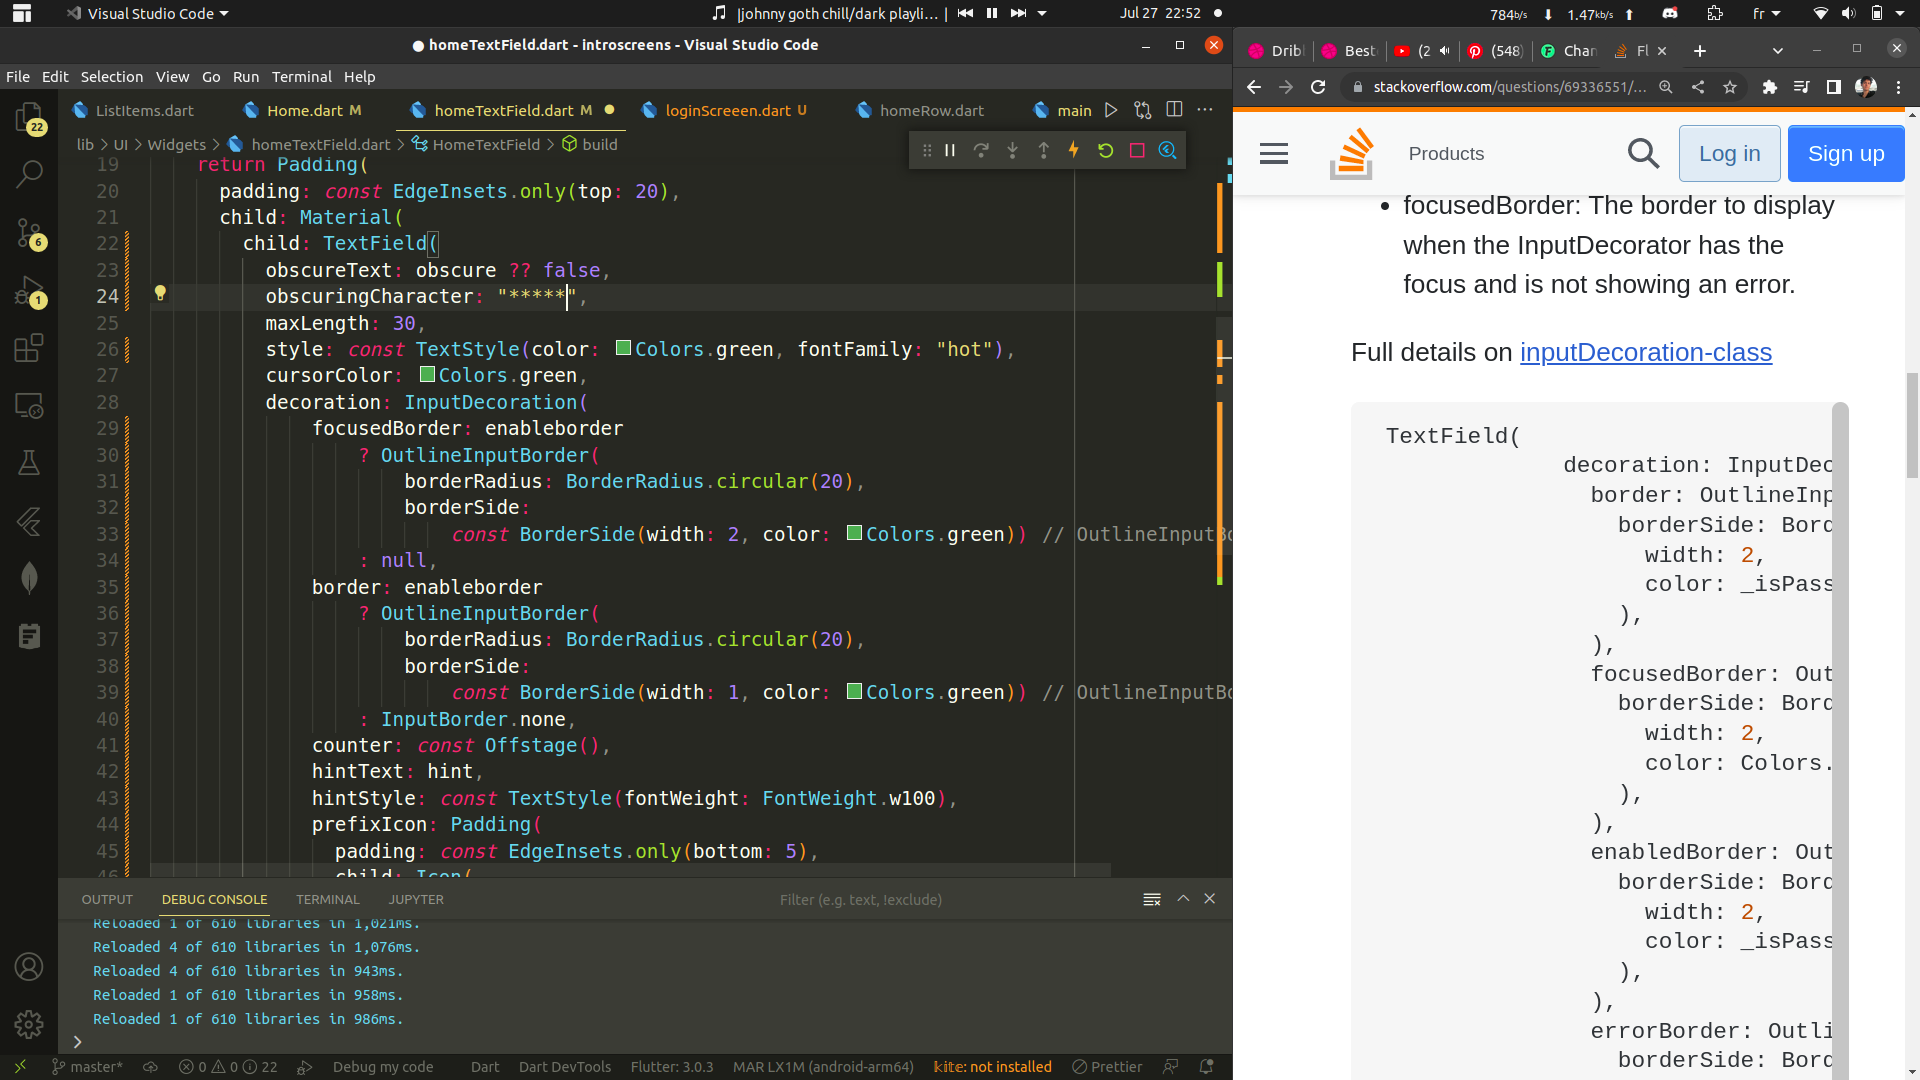 Visual Studio Code
|johnny goth chill/dark playli... |
Jul 27 22:52
784b/s 1.47kb/s
fr
homeTextField.dart - introscreens - Visual Studio Code
File Edit Selection View Go Run Terminal Help
ListItems.dart
Home.dart M
homeTextField.dart M
loginScreeen.dart U
homeRow.dart
main
lib > UI > Widgets > homeTextField.dart > HomeTextField > build
22
6
1
19 return Padding(
20 padding: const EdgeInsets.only(top: 20),
21 child: Material(
22 child: TextField(
23 obscureText: obscure ?? false,
24 obscuringCharacter: "*****",
25 maxLength: 30,
26 style: const TextStyle(color: Colors.green, fontFamily: "hot"),
27 cursorColor: Colors.green,
28 decoration: InputDecoration(
29 focusedBorder: enableborder
30 ? OutlineInputBorder(
31 borderRadius: BorderRadius.circular(20),
32 borderSide:
33 const BorderSide(width: 2, color: Colors.green)) // OutlineInputBo
34 : null,
35 border: enableborder
36 ? OutlineInputBorder(
37 borderRadius: BorderRadius.circular(20),
38 borderSide:
39 const BorderSide(width: 1, color: Colors.green)) // OutlineInputBo
40 : InputBorder.none,
41 counter: const Offstage(),
42 hintText: hint,
43 hintStyle: const TextStyle(fontWeight: FontWeight.w100),
44 prefixIcon: Padding(
45 padding: const EdgeInsets.only(bottom: 5),
46 child: Icon(
OUTPUT DEBUG CONSOLE TERMINAL JUPYTER
Filter (e.g. text, !exclude)
Reloaded 1 of 610 libraries in 1,021ms.
Reloaded 4 of 610 libraries in 1,076ms.
Reloaded 4 of 610 libraries in 943ms.
Reloaded 1 of 610 libraries in 958ms.
Reloaded 1 of 610 libraries in 986ms.
master* 0 0 22 Debug my code Dart Dart DevTools Flutter: 3.0.3 MAR LX1M (android-arm64) kite: not installed Prettier
Dribl
Best
(2
(548)
Chan
Fl
stackoverflow.com/questions/69336551/...
Products
Log in
Sign up
• focusedBorder: The border to display
when the InputDecorator has the
focus and is not showing an error.
Full details on inputDecoration-class
TextField(
decoration: InputDec
border: OutlineInp
borderSide: Bord
width: 2,
color: _isPass
),
),
focusedBorder: Out
borderSide: Bord
width: 2,
color: Colors.
),
),
enabledBorder: Out
borderSide: Bord
width: 2,
color: _isPass
),
),
errorBorder: Outli
borderSide: Bord